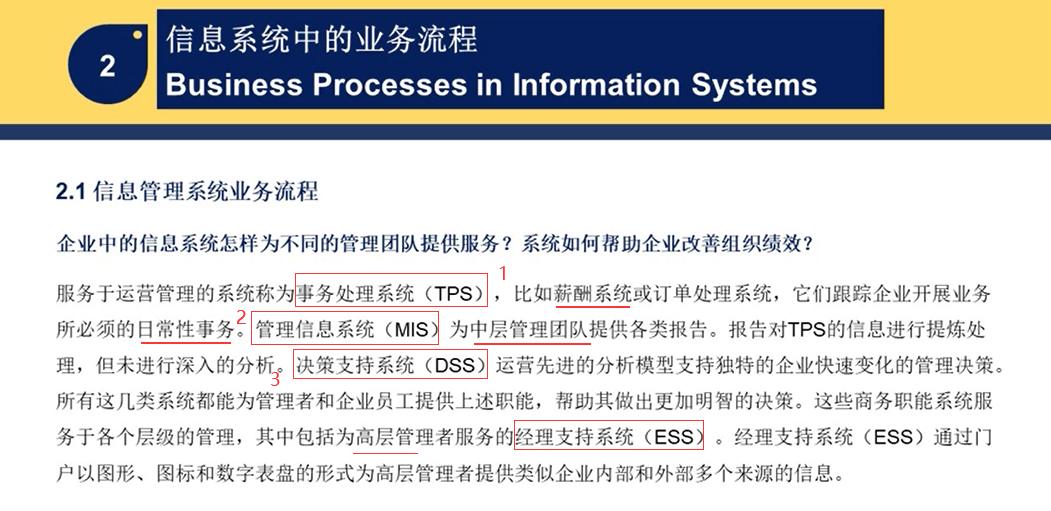 2
信息系统中的业务流程
Business Processes in Information Systems
2.1 信息管理系统业务流程
企业中的信息系统怎样为不同的管理团队提供服务？系统如何帮助企业改善组织绩效？
服务于运营管理的系统称为事务处理系统（TPS），比如薪酬系统或订单处理系统，它们跟踪企业开展业务
1
所必须的日常性事务。管理信息系统（MIS）为中层管理团队提供各类报告。报告对TPS的信息进行提炼处
2
理，但未进行深入的分析。决策支持系统（DSS）运营先进的分析模型支持独特的企业快速变化的管理决策。
3
所有这几类系统都能为管理者和企业员工提供上述职能，帮助其做出更加明智的决策。这些商务职能系统服
务于各个层级的管理，其中包括为高层管理者服务的经理支持系统（ESS）。经理支持系统（ESS）通过门
户以图形、图标和数字表盘的形式为高层管理者提供类似企业内部和外部多个来源的信息。